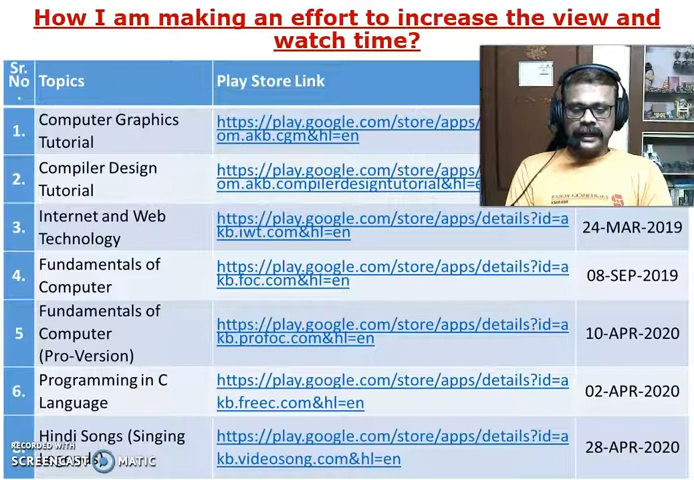 How I am making an effort to increase the view and
watch time?
Sr.
No
.
Topics
Play Store Link
1.
Computer Graphics
Tutorial
https://play.google.com/store/apps/
om.akb.cgm&hl=en
2.
Compiler Design
Tutorial
https://play.google.com/store/apps/
om.akb.compilerdesigntutorial&hl=e
3.
Internet and Web
Technology
https://play.google.com/store/apps/details?id=a
kb.iwt.com&hl=en
24-MAR-2019
4.
Fundamentals of
Computer
https://play.google.com/store/apps/details?id=a
kb.foc.com&hl=en
08-SEP-2019
5
Fundamentals of
Computer
(Pro-Version)
https://play.google.com/store/apps/details?id=a
kb.profoc.com&hl=en
10-APR-2020
6.
Programming in C
Language
https://play.google.com/store/apps/details?id=a
kb.freec.com&hl=en
02-APR-2020
Hindi Songs (Singing
https://play.google.com/store/apps/details?id=a
kb.videosong.com&hl=en
28-APR-2020
RECORDED WITH
SCREENCAST MATIC